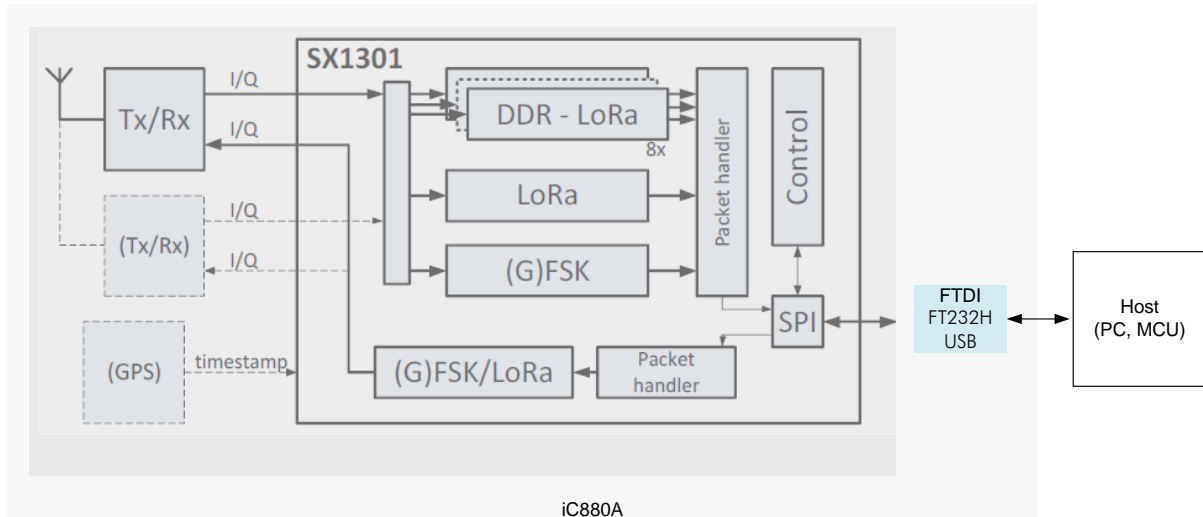 SX1301
I/Q
Tx/Rx
I/Q
DDR - LoRa
8x
Packet handler
Control
LoRa
I/Q
(Tx/Rx)
I/Q
(G)FSK
SPI
FTDI
FT232H
USB
Host
(PC, MCU)
(GPS)
timestamp
(G)FSK/LoRa
Packet
handler
iC880A